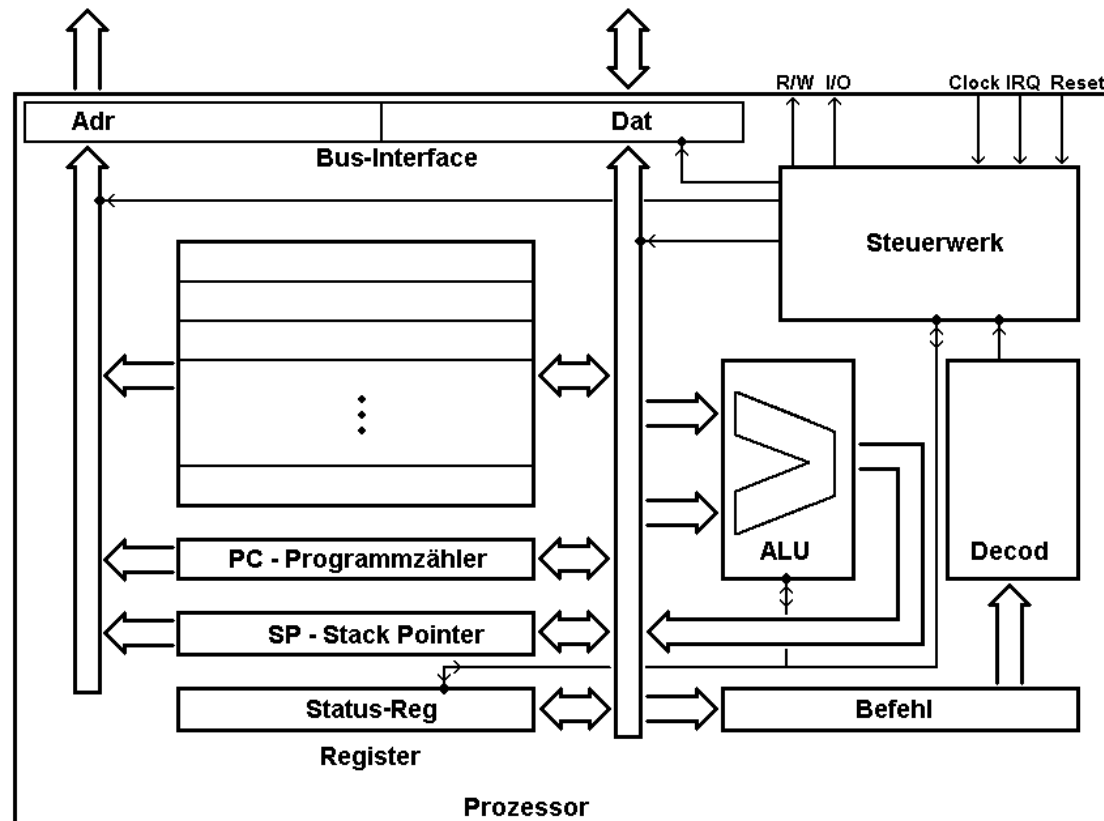 R/W I/O Clock IRQ Reset
Adr Dat
Bus-Interface
Steuerwerk
ALU Decod
PC - Programmzähler
SP - Stack Pointer
Status-Reg Befehl
Register
Prozessor